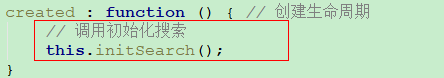 created : function () { // 创建生命周期
// 调用初始化搜索
this.initSearch();
}